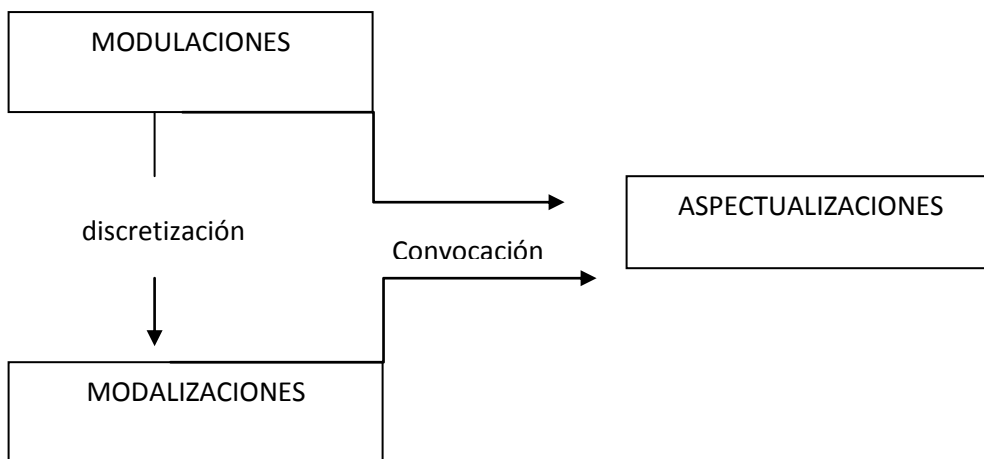 MODULACIONES
ASPECTUALIZACIONES
discretización
Convocación
MODALIZACIONES